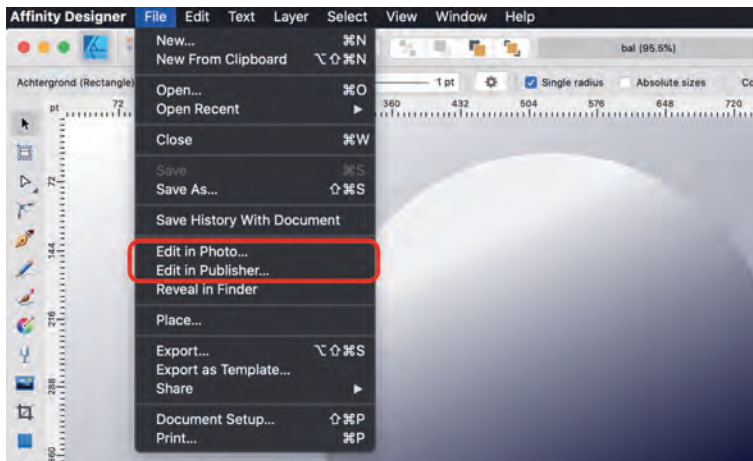 Affinity Designer File Edit Text Layer Select View Window Help
New... ⌘N
New From Clipboard ⌥⇧⌘N
bal (95.5%)
Achtergrond (Rectangle)
1 pt
Single radius
Absolute sizes
Co
Open... ⌘O
Open Recent ▶
pt 72 360 432 504 576 648 720
Close ⌘W
Save ⌘S
Save As... ⇧⌘S
72
Save History With Document
Edit in Photo...
144
Edit in Publisher...
Reveal in Finder
Place...
216
Export... ⌥⇧⌘S
Export as Template...
Share ▶
288
Document Setup... ⇧⌘P
Print... ⌘P
360